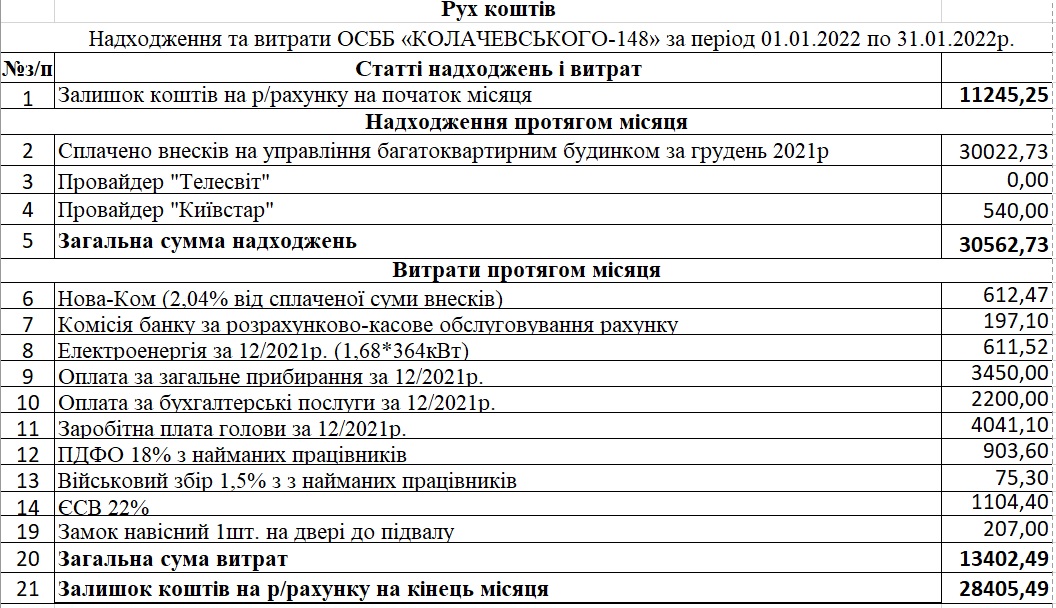 Рух коштів
Надходження та витрати ОСББ «КОЛАЧЕВСЬКОГО-148» за період 01.01.2022 по 31.01.2022р.
№з/п Статті надходжень і витрат
1 Залишок коштів на р/рахунку на початок місяця 11245,25
Надходження протягом місяця
2 Сплачено внесків на управління багатоквартирним будинком за грудень 2021р 30022,73
3 Провайдер "Телесвіт" 0,00
4 Провайдер "Київстар" 540,00
5 Загальна сумма надходжень 30562,73
Витрати протягом місяця
6 Нова-Ком (2,04% від сплаченої суми внесків) 612,47
7 Комісія банку за розрахунково-касове обслуговування рахунку 197,10
8 Електроенергія за 12/2021р. (1,68*364кВт) 611,52
9 Оплата за загальне прибирання за 12/2021р. 3450,00
10 Оплата за бухгалтерські послуги за 12/2021р. 2200,00
11 Заробітна плата голови за 12/2021р. 4041,10
12 ПДФО 18% з найманих працівників 903,60
13 Військовий збір 1,5% з з найманих працівників 75,30
14 ЄСВ 22% 1104,40
19 Замок навісний 1шт. на двері до підвалу 207,00
20 Загальна сума витрат 13402,49
21 Залишок коштів на р/рахунку на кінець місяця 28405,49